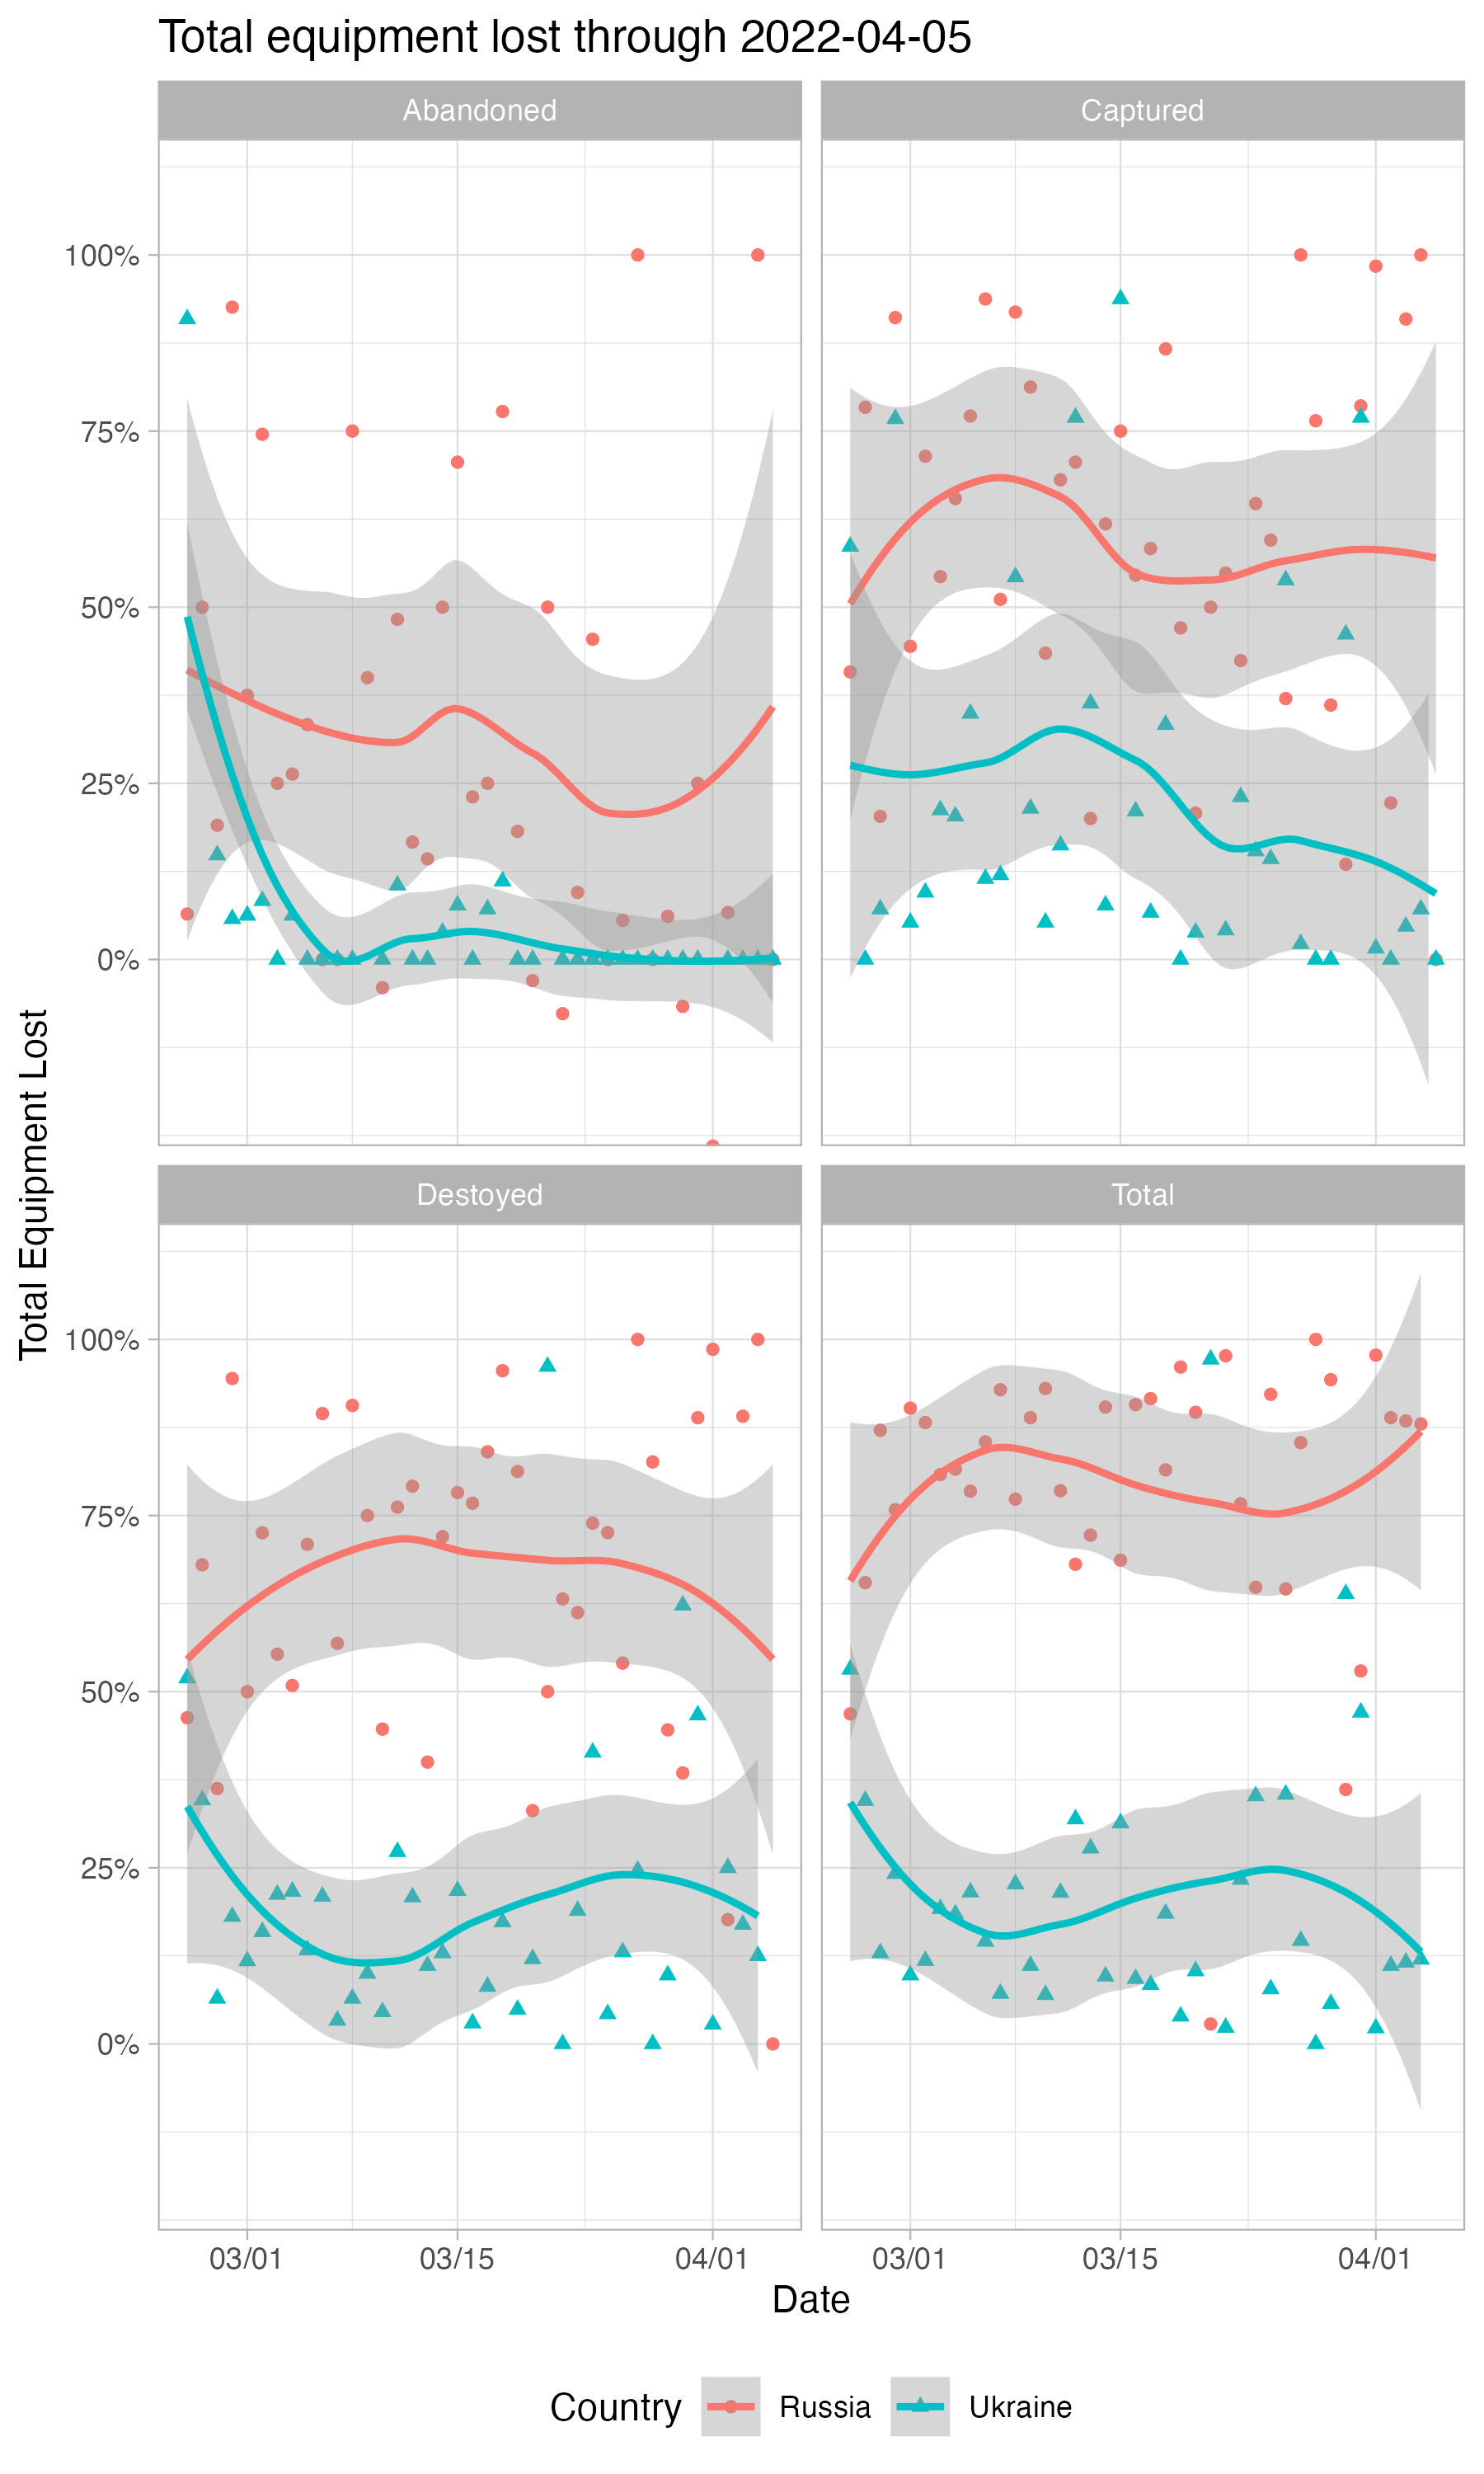 Total equipment lost through 2022-04-05
Abandoned
Captured
100%
75%
50%
25%
0%
Total Equipment Lost
Destoyed
Total
100%
75%
50%
25%
0%
03/01
03/15
04/01
03/01
03/15
04/01
Date
Country
Russia
Ukraine